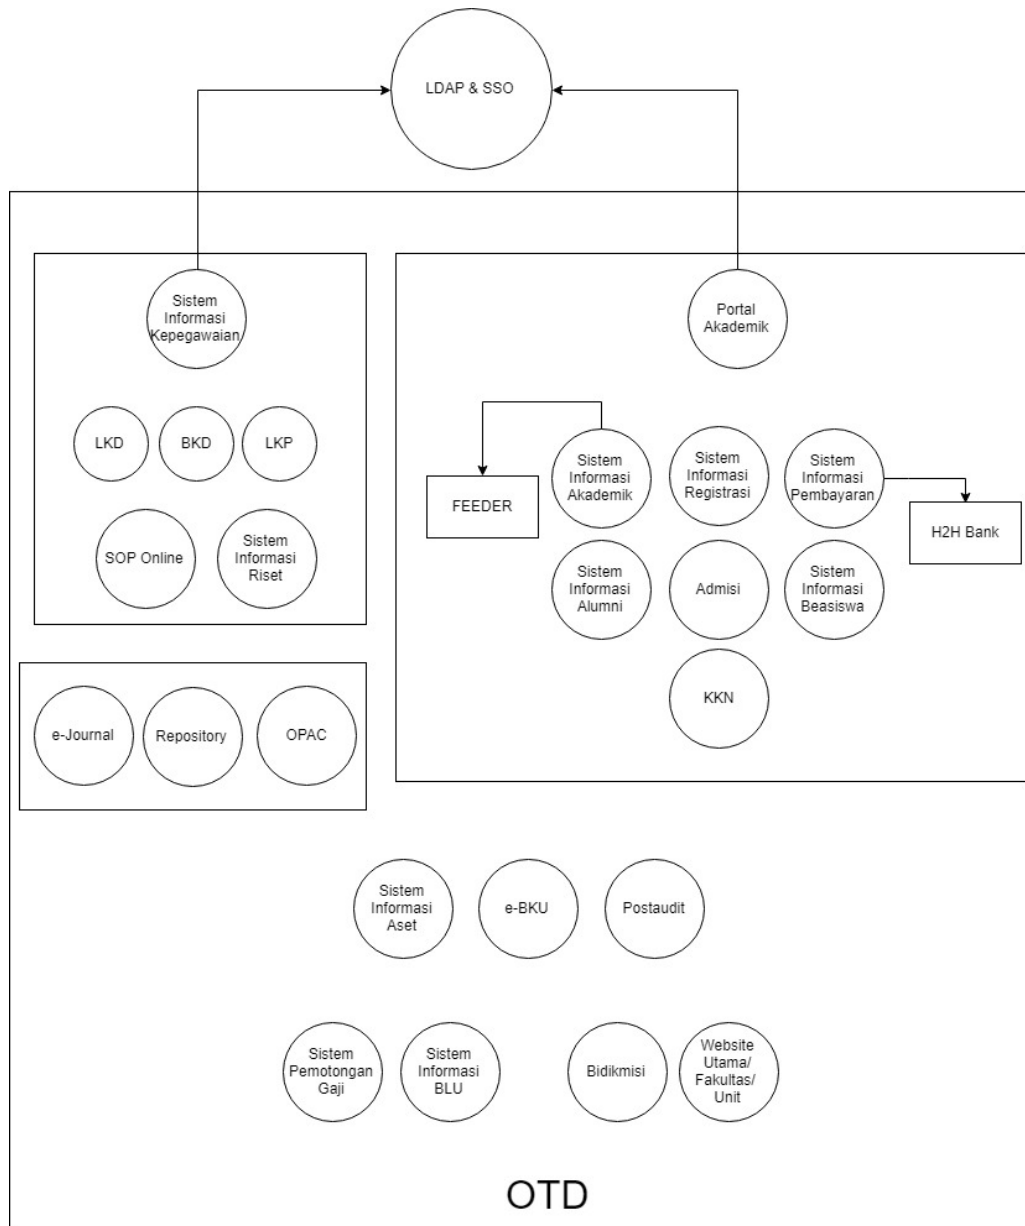 LDAP & SSO
Sistem
Informasi
Kepegawaian
Portal
Akademik
LKD
BKD
LKP
SOP Online
Sistem
Informasi
Riset
FEEDER
Sistem
Informasi
Akademik
Sistem
Informasi
Registrasi
Sistem
Informasi
Pembayaran
H2H Bank
Sistem
Informasi
Alumni
Admisi
Sistem
Informasi
Beasiswa
KKN
e-Journal
Repository
OPAC
Sistem
Informasi
Aset
e-BKU
Postaudit
Sistem
Pemotongan
Gaji
Sistem
Informasi
BLU
Bidikmisi
Website
Utama/
Fakultas/
Unit
OTD